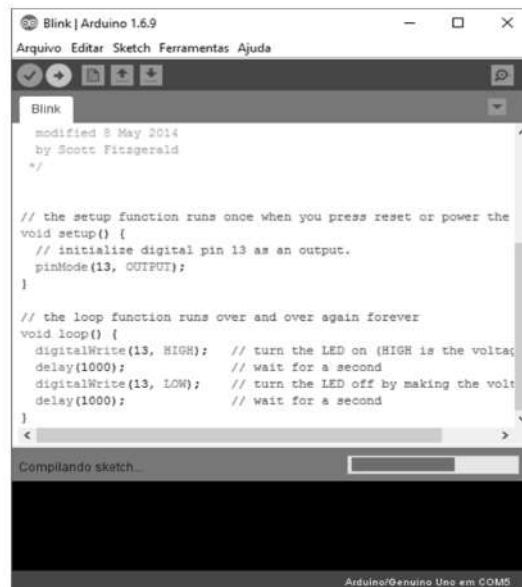 Blink | Arduino 1.6.9
Arquivo Editar Sketch Ferramentas Ajuda
Blink
modified 8 May 2014
by Scott Fitzgerald
*/
// the setup function runs once when you press reset or power the
void setup() {
// initialize digital pin 13 as an output.
pinMode(13, OUTPUT);
}
// the loop function runs over and over again forever
void loop() {
digitalWrite(13, HIGH); // turn the LED on (HIGH is the voltag
delay(1000); // wait for a second
digitalWrite(13, LOW); // turn the LED off by making the volt
delay(1000); // wait for a second
}
Compilando sketch...
Arduino/Genuino Uno em COM5